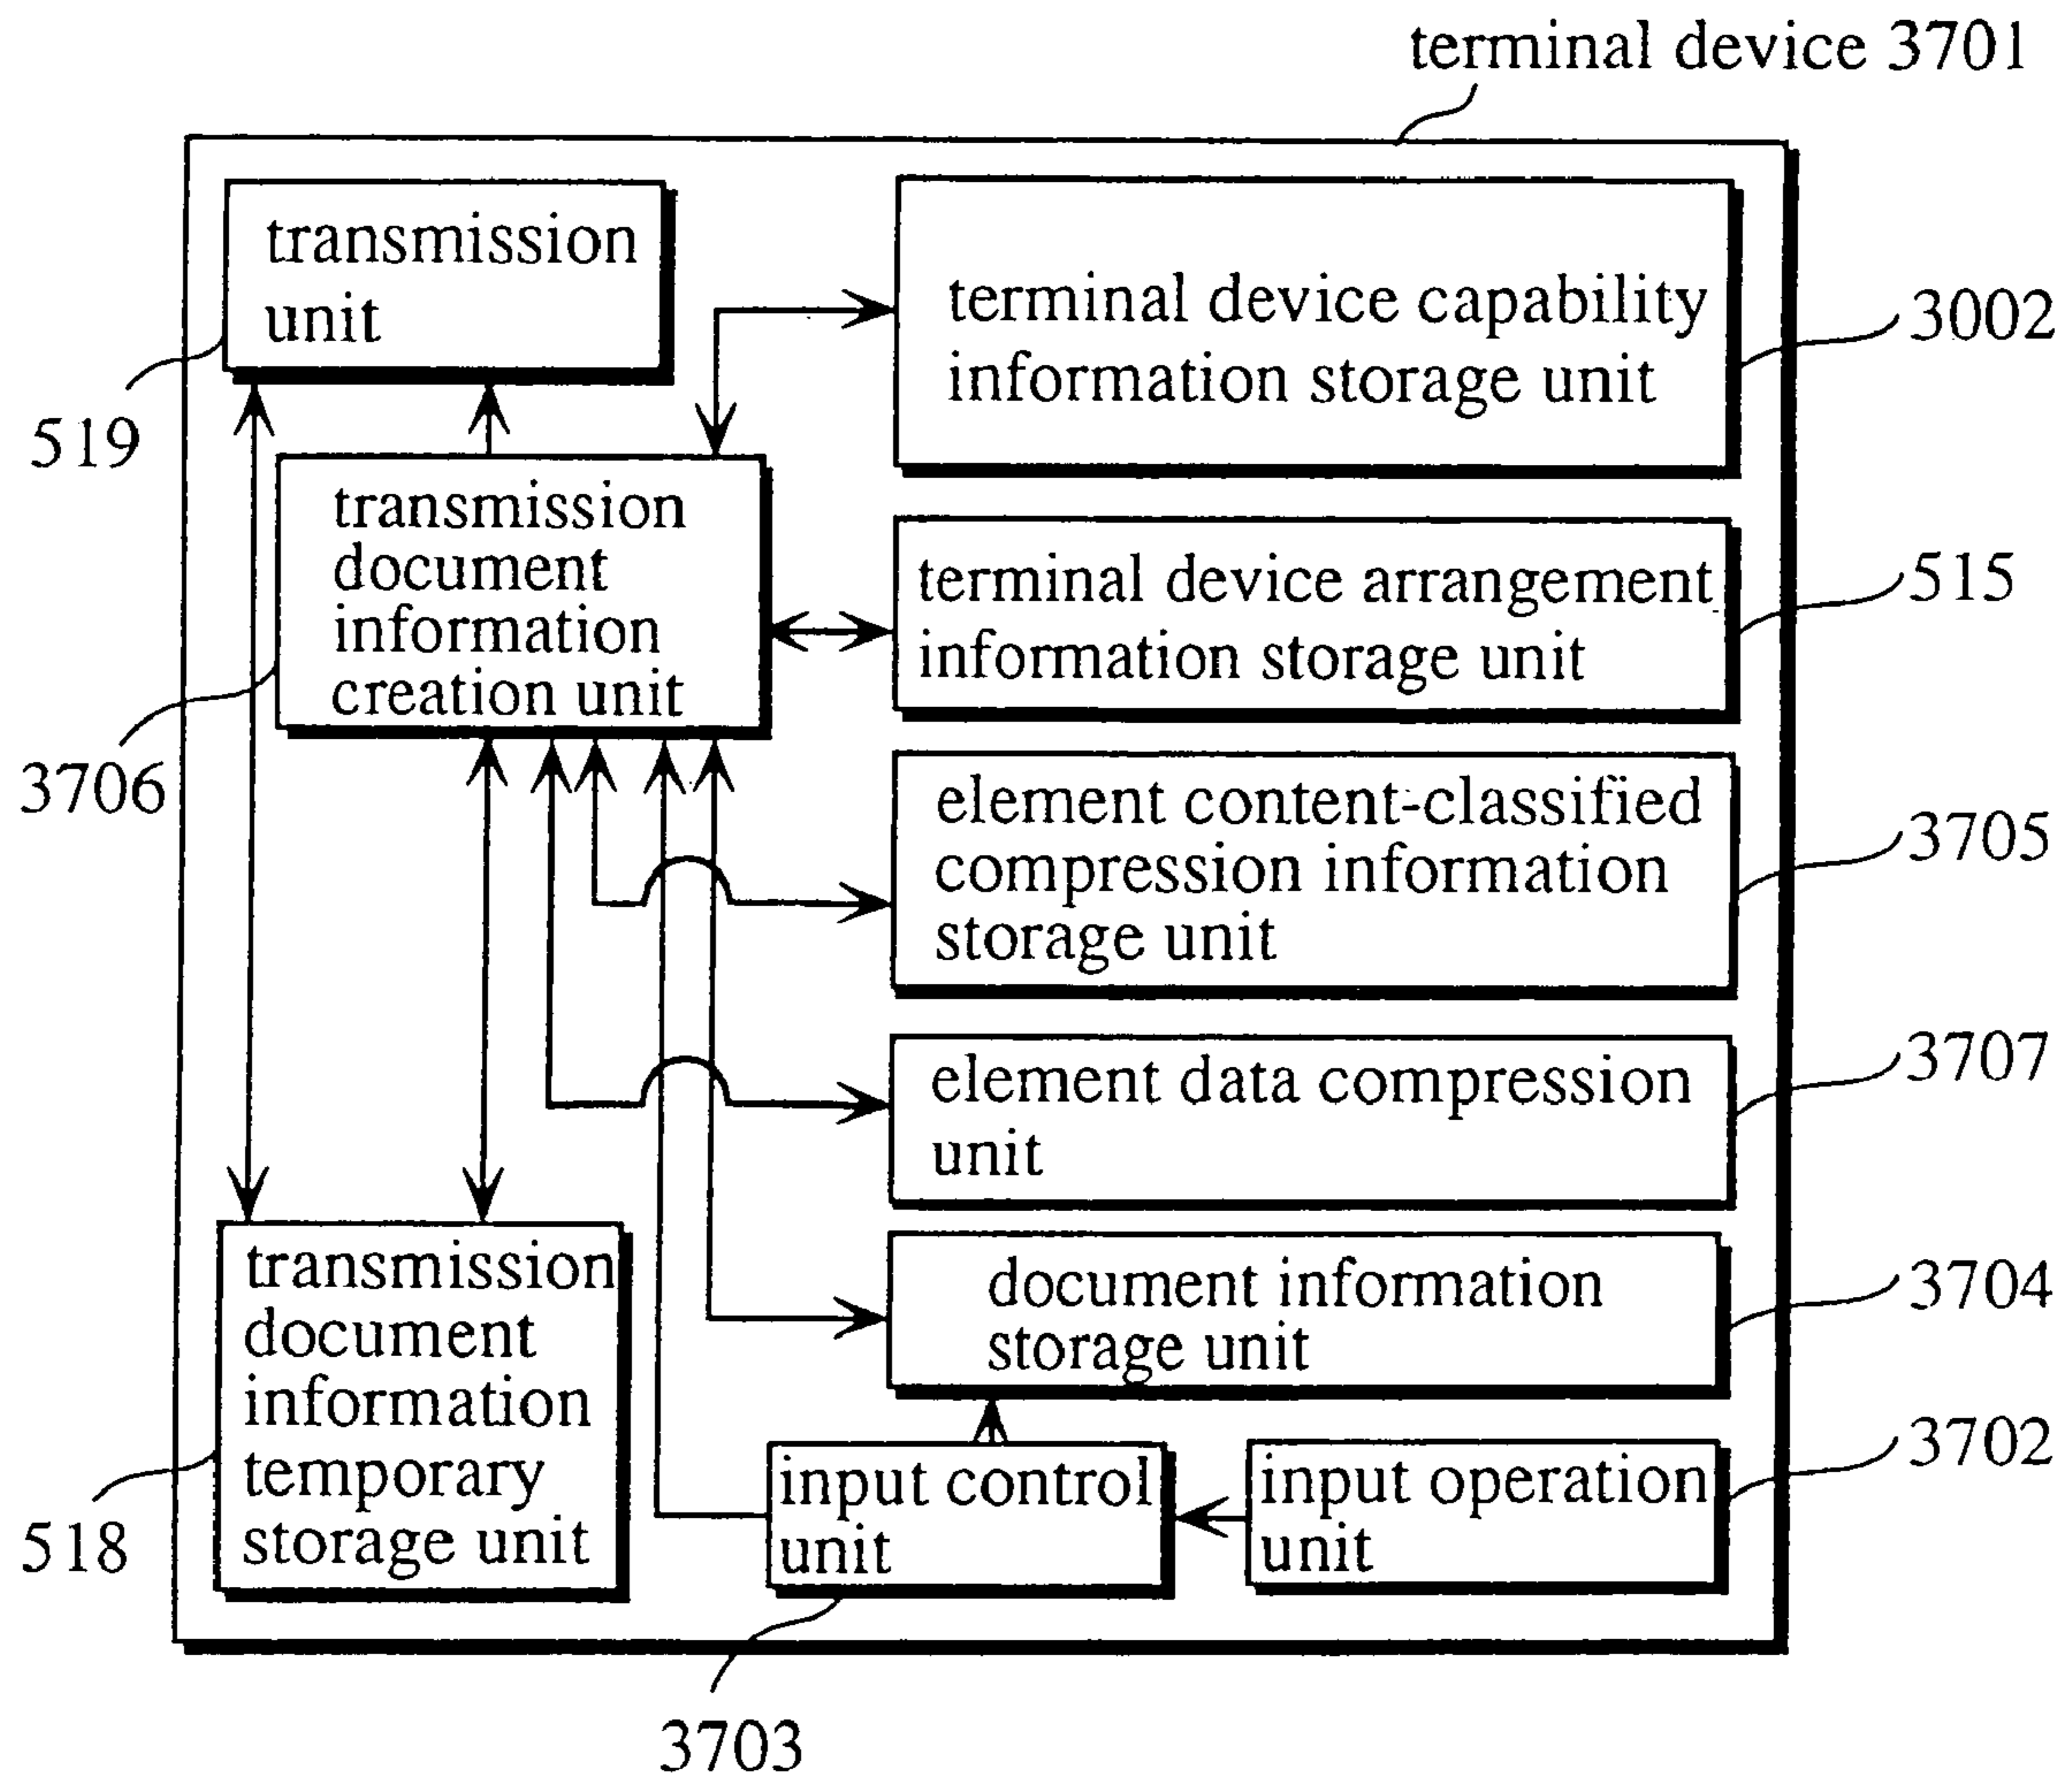 terminal device 3701
transmission
unit
519
terminal device capability
information storage unit
3002
transmission
document
information
creation unit
3706
terminal device arrangement
information storage unit
515
element content-classified
compression information
storage unit
3705
element data compression
unit
3707
document information
storage unit
3704
transmission
document
information
temporary
storage unit
518
input control
unit
3703
input operation
unit
3702